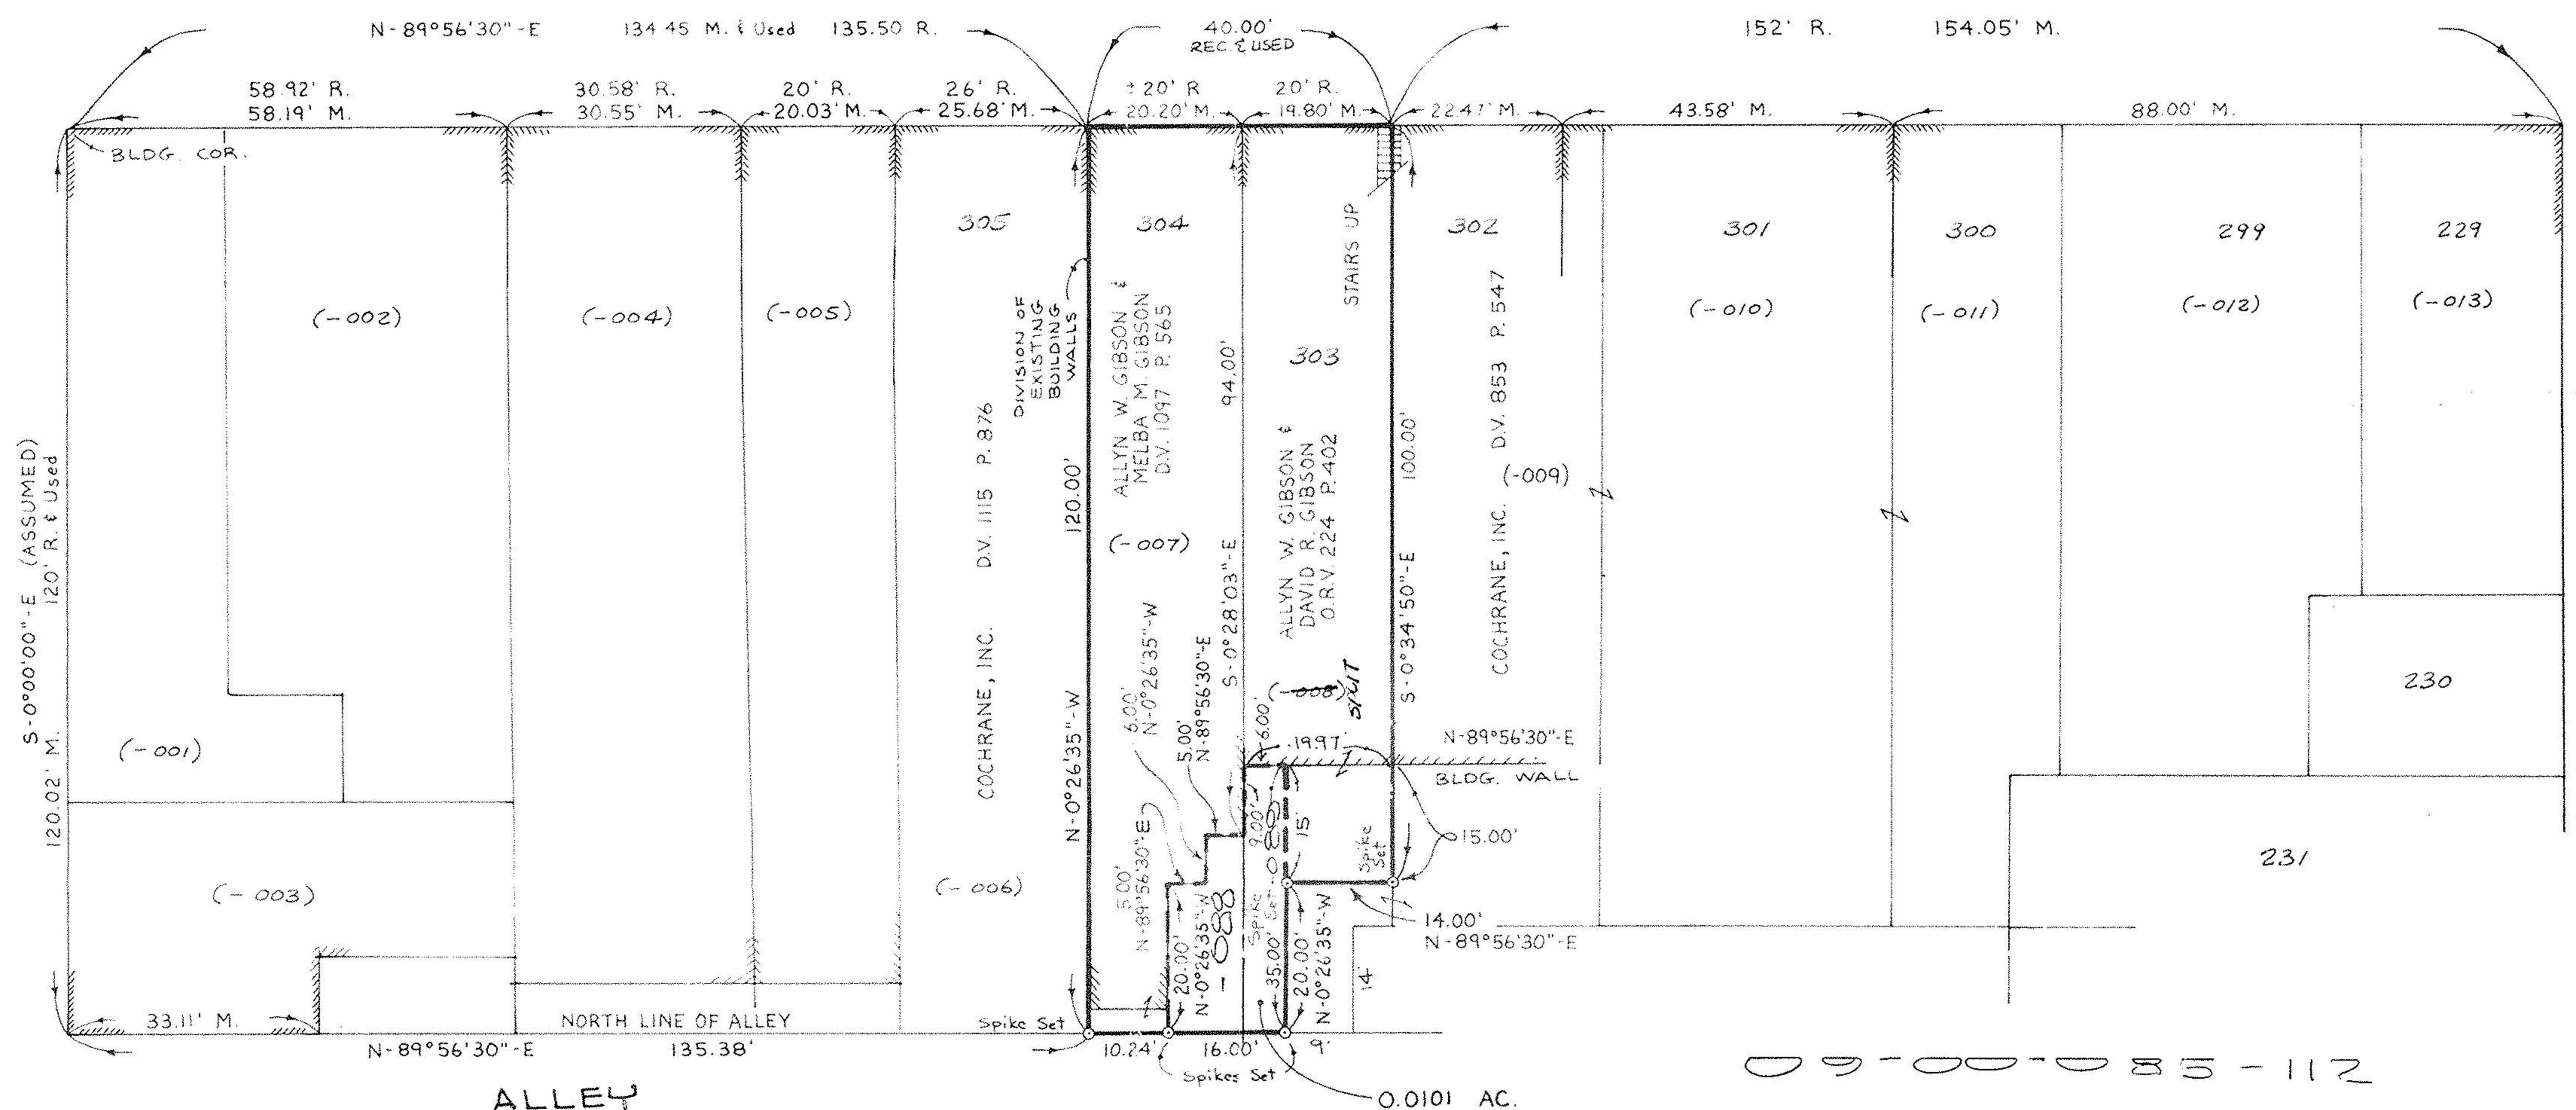 N-89°56'30"-E 134.45 M. & Used 135.50 R.
40.00'
REC. & USED
152' R. 154.05' M.
58.92' R.
58.19' M.
30.58' R.
30.55' M.
20' R.
20.03' M.
26' R.
25.68' M.
±20' R
20.20' M.
20' R.
19.80' M.
22.47' M.
43.58' M.
88.00' M.
BLDG. COR.
305
304
303
302
301
300
299
229
(-002)
(-004)
(-005)
(-010)
(-011)
(-012)
(-013)
STAIRS UP
DIVISION OF
EXISTING
BUILDING
WALLS
ALLYN W. GIBSON &
MELBA M. GIBSON
D.V. 1097 P. 565
94.00'
S-0°28'03"-E
ALLYN W. GIBSON &
DAVID R. GIBSON
O.R.V. 224 P. 402
100.00'
S-0°34'50"-E
COCHRANE, INC. D.V. 853 P. 547
(-009)
COCHRANE, INC. D.V. 1115 P. 876
120.00'
N-0°26'35"-W
(-007)
S-0°00'00"-E (ASSUMED)
120.02' M. 120' R. & Used
6.00'
N-0°26'35"-W
5.00'
N-89°56'30"-E
(-008)
SPLIT
6.00'
19.97
N-89°56'30"-E
BLDG. WALL
230
231
(-001)
(-003)
(-006)
5.00'
N-89°56'30"-E
9.00'
15'
-089
Spike
Set
15.00'
20.00'
N-0°26'35"-W
-088
Spike
Set
35.00'
20.00'
N-0°26'35"-W
14.00'
N-89°56'30"-E
14'
33.11' M.
NORTH LINE OF ALLEY
Spike Set
N-89°56'30"-E 135.38'
10.24'
16.00'
9'
Spikes Set
0.0101 AC.
ALLEY
09-00-085-112